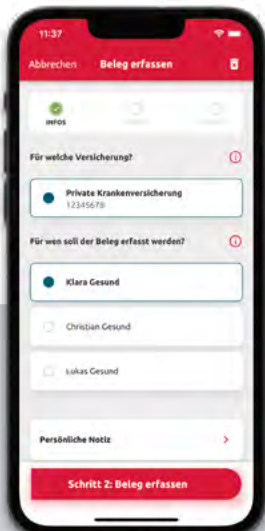 11:37
Abbrechen Beleg erfassen
INFOS
Für welche Versicherung?
Private Krankenversicherung
12345678
Für wen soll der Beleg erfasst werden?
Klara Gesund
Christian Gesund
Lukas Gesund
Persönliche Notiz
Schritt 2: Beleg erfassen